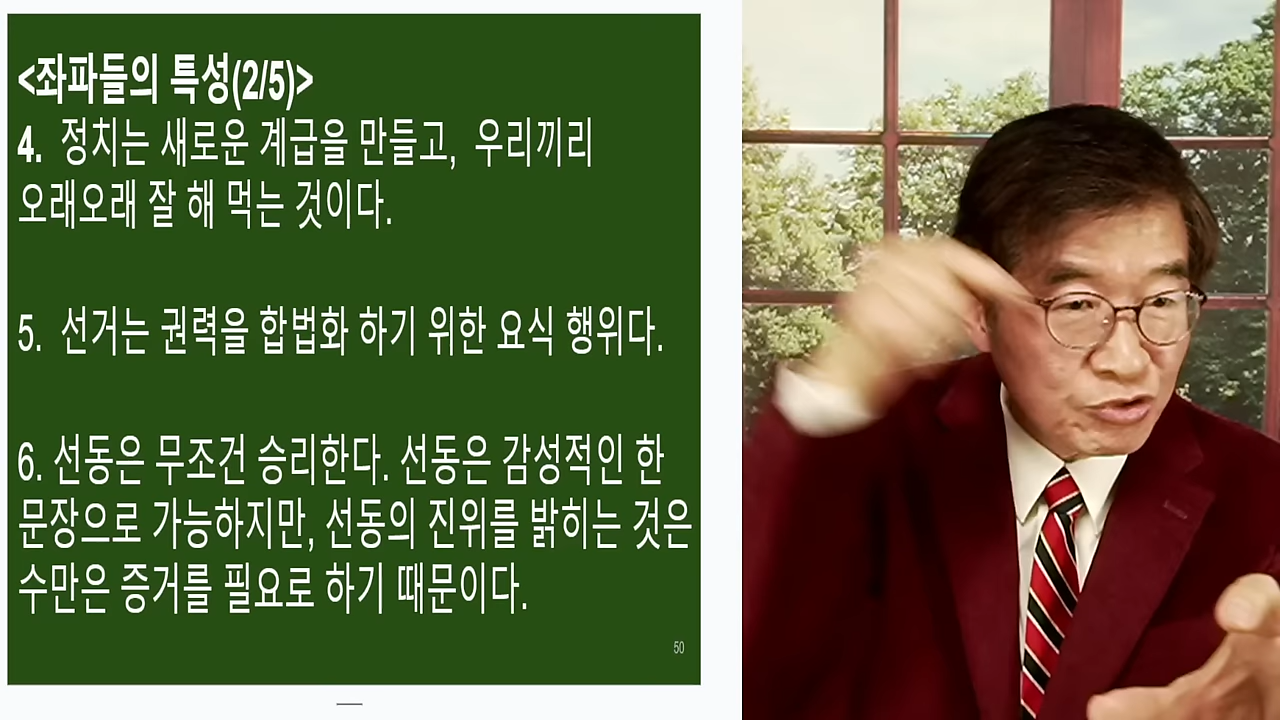 <좌파들의 특성(2/5)>
4. 정치는 새로운 계급을 만들고, 우리끼리
오래오래 잘 해 먹는 것이다.
5. 선거는 권력을 합법화 하기 위한 요식 행위다.
6. 선동은 무조건 승리한다. 선동은 감성적인 한
문장으로 가능하지만, 선동의 진위를 밝히는 것은
수만은 증거를 필요로 하기 때문이다.
50